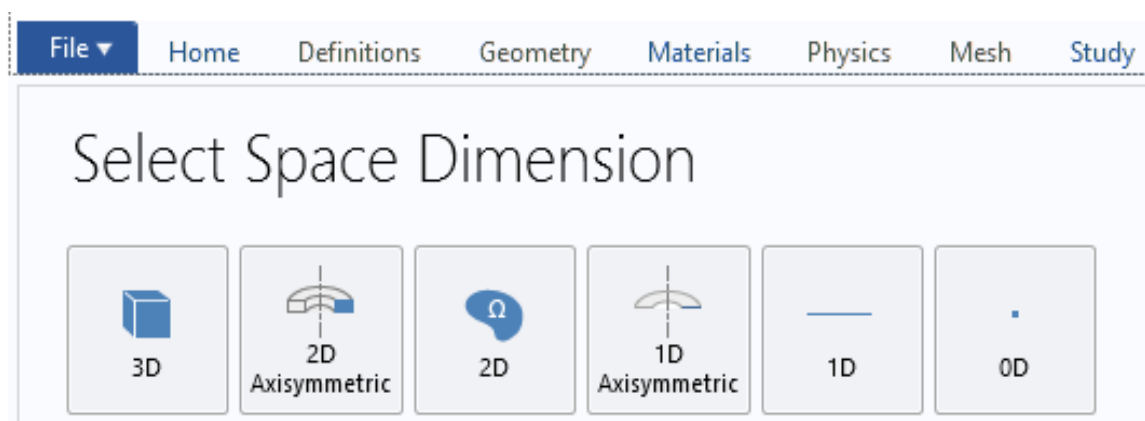 File Home Definitions Geometry Materials Physics Mesh Study
Select Space Dimension
Ω
3D
2D
Axisymmetric
2D
1D
Axisymmetric
1D
0D